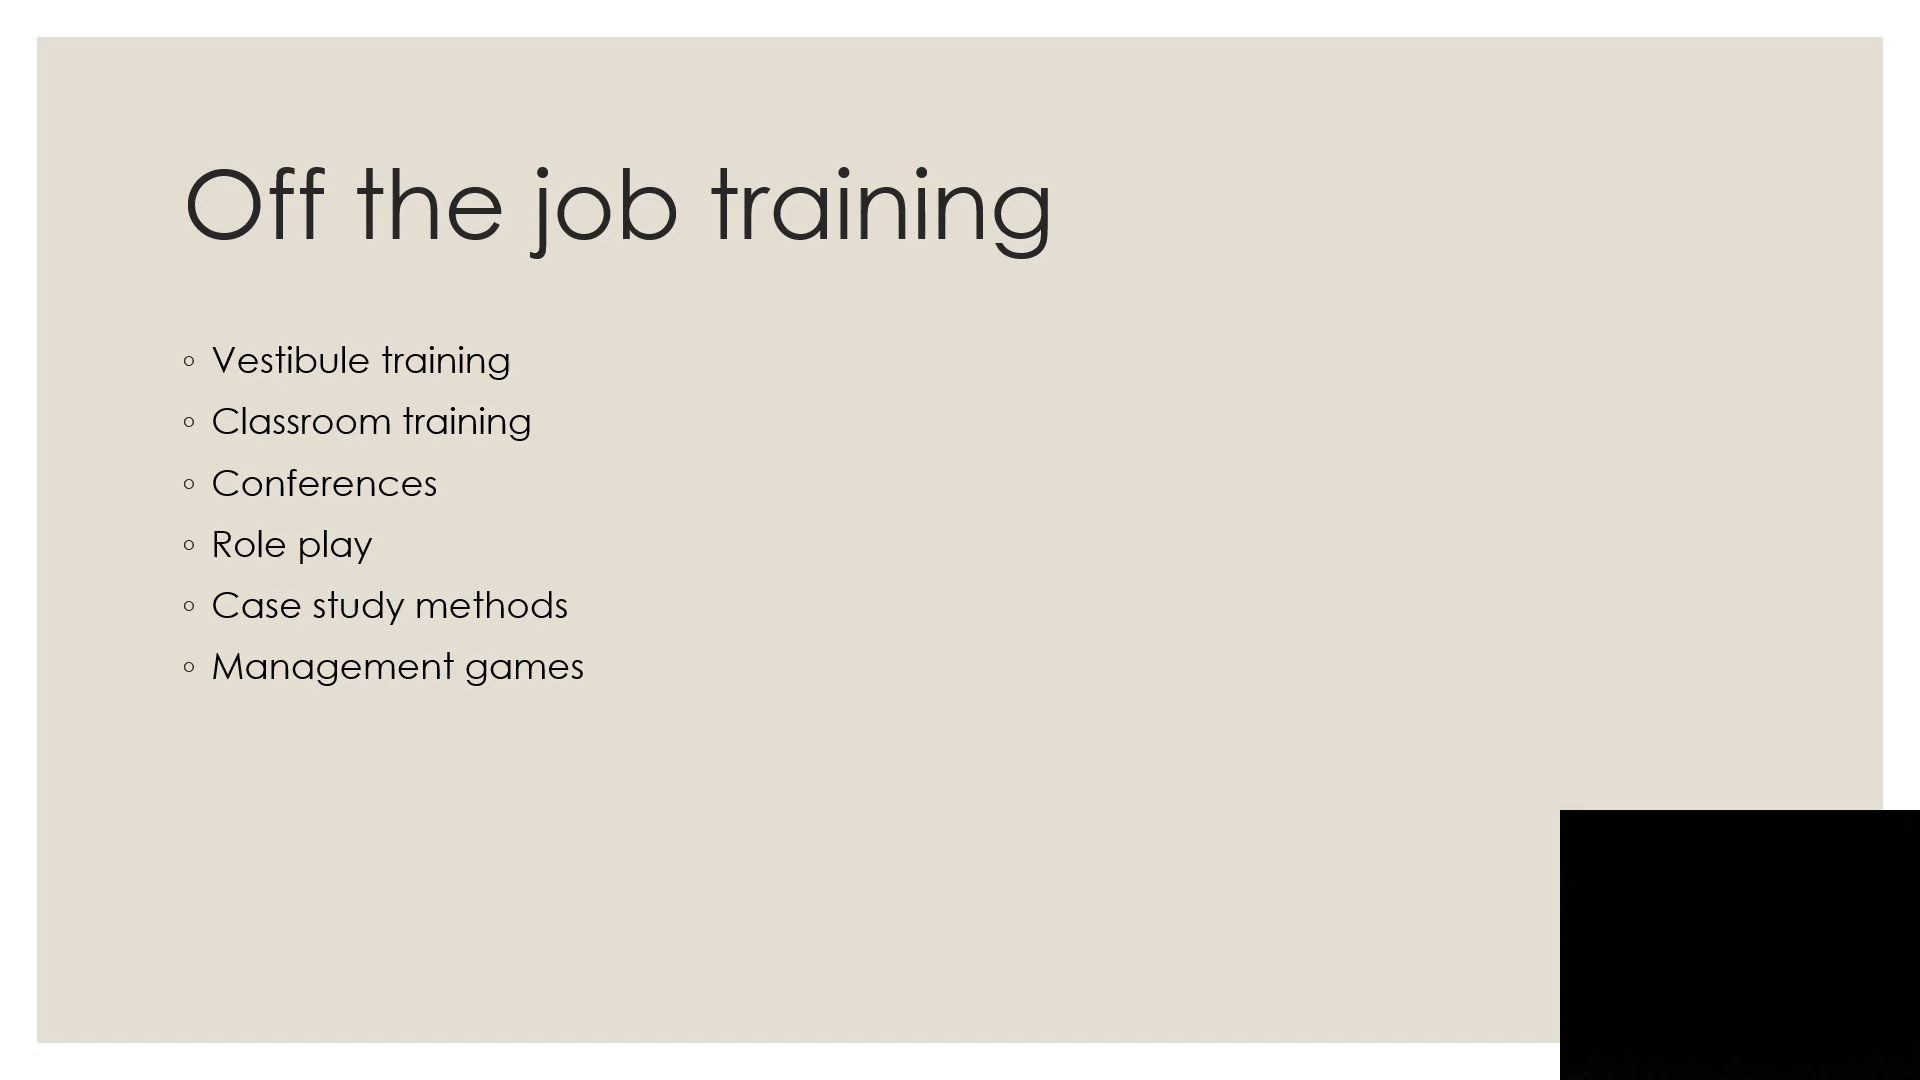 Off the job training
◦ Vestibule training
◦ Classroom training
◦ Conferences
◦ Role play
◦ Case study methods
◦ Management games